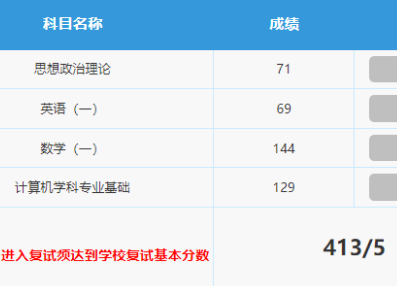 科目名称 成绩
思想政治理论 71
英语（一） 69
数学（一） 144
计算机学科专业基础 129
进入复试须达到学校复试基本分数 413/5